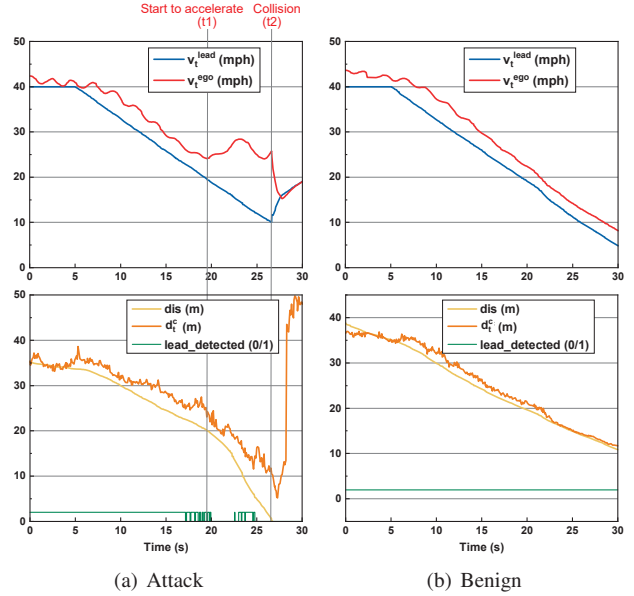 Start to accelerate
(t1)
Collision
(t2)
50
40
30
20
10
0
v_t^lead (mph)
v_t^ego (mph)
0 5 10 15 20 25 30
50
40
30
20
10
0
v_t^lead (mph)
v_t^ego (mph)
0 5 10 15 20 25 30
50
40
30
20
10
0
dis (m)
d_t^c (m)
lead_detected (0/1)
0 5 10 15 20 25 30
Time (s)
50
40
30
20
10
0
dis (m)
d_t^c (m)
lead_detected (0/1)
0 5 10 15 20 25 30
Time (s)
(a) Attack
(b) Benign